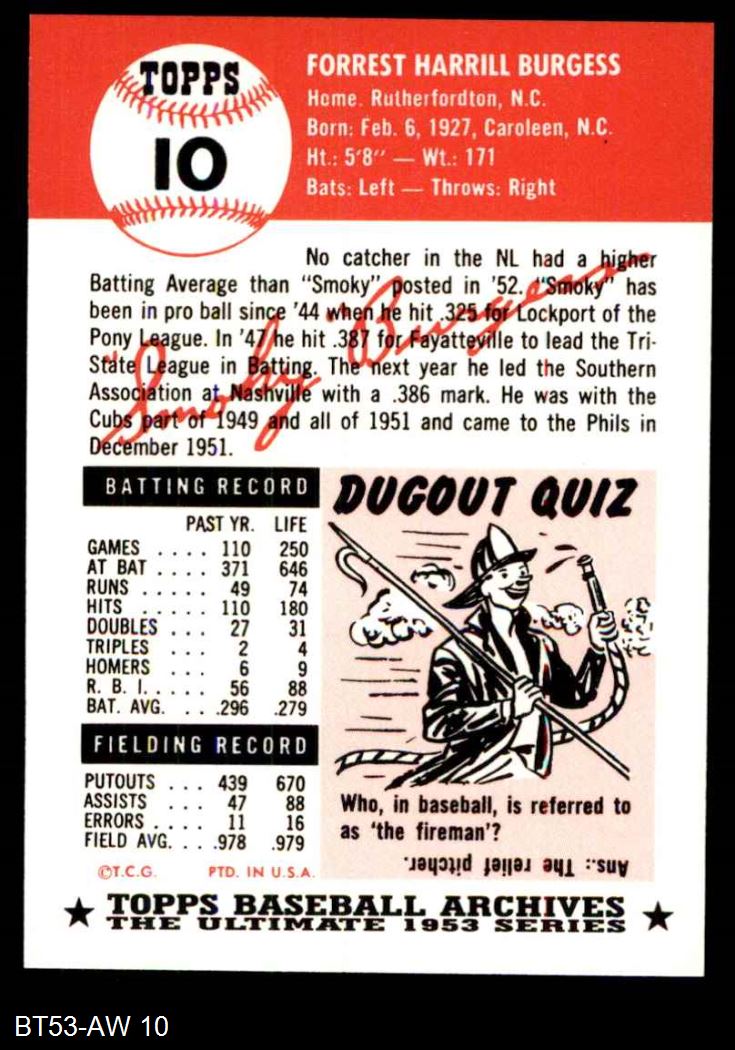 TOPPS
10
FORREST HARRILL BURGESS
Home. Rutherfordton, N.C.
Born: Feb. 6, 1927, Caroleen, N.C.
Ht.: 5'8" — Wt.: 171
Bats: Left — Throws: Right
No catcher in the NL had a higher
Batting Average than "Smoky" posted in '52. "Smoky" has
been in pro ball since '44 when he hit .325 for Lockport of the
Pony League. In '47 he hit .387 for Fayatteville to lead the Tri-
State League in Batting. The next year he led the Southern
Association at Nashville with a .386 mark. He was with the
Cubs part of 1949 and all of 1951 and came to the Phils in
December 1951.
"Smoky" Burgess
BATTING RECORD
PAST YR. LIFE
GAMES .... 110 250
AT BAT .... 371 646
RUNS ..... 49 74
HITS ..... 110 180
DOUBLES ... 27 31
TRIPLES ... 2 4
HOMERS ... 6 9
R. B. I. ..... 56 88
BAT. AVG. ... .296 .279
FIELDING RECORD
PUTOUTS ... 439 670
ASSISTS ... 47 88
ERRORS .... 11 16
FIELD AVG. ... .978 .979
©T.C.G. PTD. IN U.S.A.
DUGOUT QUIZ
Who, in baseball, is referred to
as 'the fireman'?
Ans.: The relief pitcher.
★ TOPPS BASEBALL ARCHIVES ★
THE ULTIMATE 1953 SERIES
BT53-AW 10